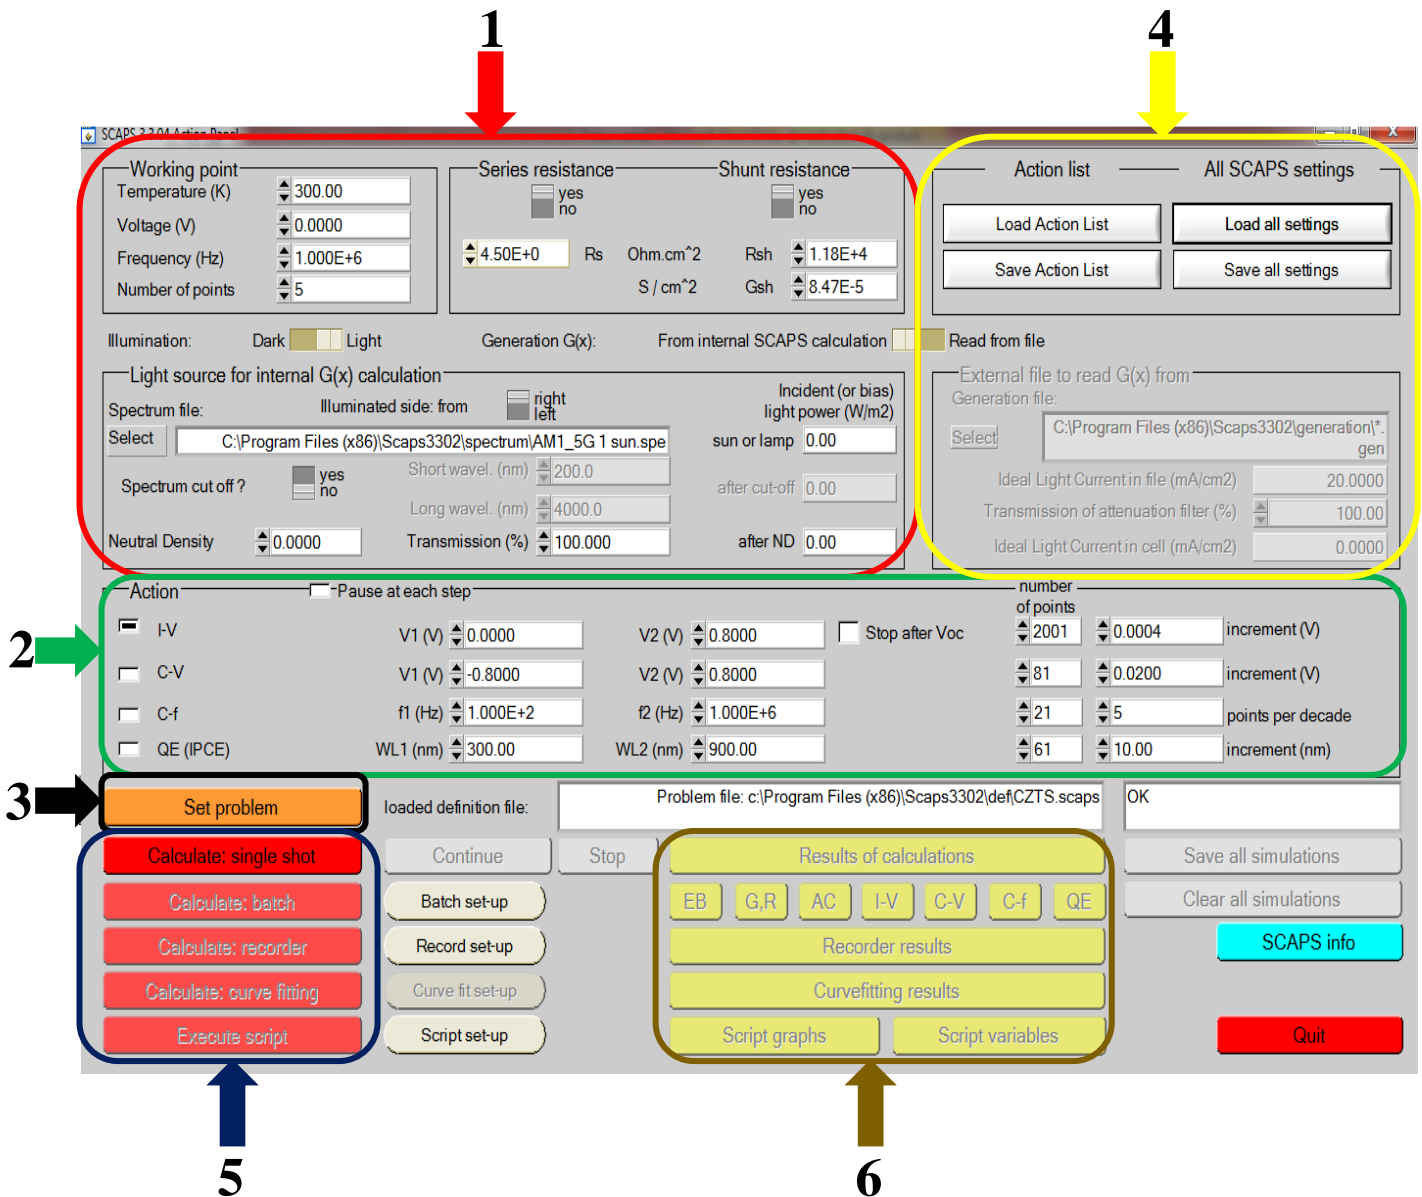 1
4
SCAPS 3.3.04 Action Panel
Working point
Temperature (K) 300.00
Voltage (V) 0.0000
Frequency (Hz) 1.000E+6
Number of points 5
Series resistance
yes
no
Shunt resistance
yes
no
4.50E+0 Rs Ohm.cm^2 Rsh 1.18E+4
S / cm^2 Gsh 8.47E-5
Action list
All SCAPS settings
Load Action List
Load all settings
Save Action List
Save all settings
Illumination: Dark Light
Generation G(x): From internal SCAPS calculation Read from file
Light source for internal G(x) calculation
Spectrum file:
Illuminated side: from
right
left
Incident (or bias)
light power (W/m2)
Select C:\Program Files (x86)\Scaps3302\spectrum\AM1_5G 1 sun.spe
sun or lamp 0.00
Spectrum cut off ?
yes
no
Short wavel. (nm) 200.0
after cut-off 0.00
Long wavel. (nm) 4000.0
Neutral Density 0.0000
Transmission (%) 100.000
after ND 0.00
External file to read G(x) from
Generation file:
Select
C:\Program Files (x86)\Scaps3302\generation\*.
gen
Ideal Light Current in file (mA/cm2) 20.0000
Transmission of attenuation filter (%) 100.00
Ideal Light Current in cell (mA/cm2) 0.0000
2
Action
Pause at each step
number
of points
I-V V1 (V) 0.0000 V2 (V) 0.8000 Stop after Voc 2001 0.0004 increment (V)
C-V V1 (V) -0.8000 V2 (V) 0.8000 81 0.0200 increment (V)
C-f f1 (Hz) 1.000E+2 f2 (Hz) 1.000E+6 21 5 points per decade
QE (IPCE) WL1 (nm) 300.00 WL2 (nm) 900.00 61 10.00 increment (nm)
3
Set problem
loaded definition file:
Problem file: c:\Program Files (x86)\Scaps3302\def\CZTS.scaps
OK
Calculate: single shot
Continue
Stop
Results of calculations
Save all simulations
Calculate: batch
Batch set-up
EB G,R AC I-V C-V C-f QE
Clear all simulations
Calculate: recorder
Record set-up
Recorder results
SCAPS info
Calculate: curve fitting
Curve fit set-up
Curvefitting results
Execute script
Script set-up
Script graphs
Script variables
Quit
5
6